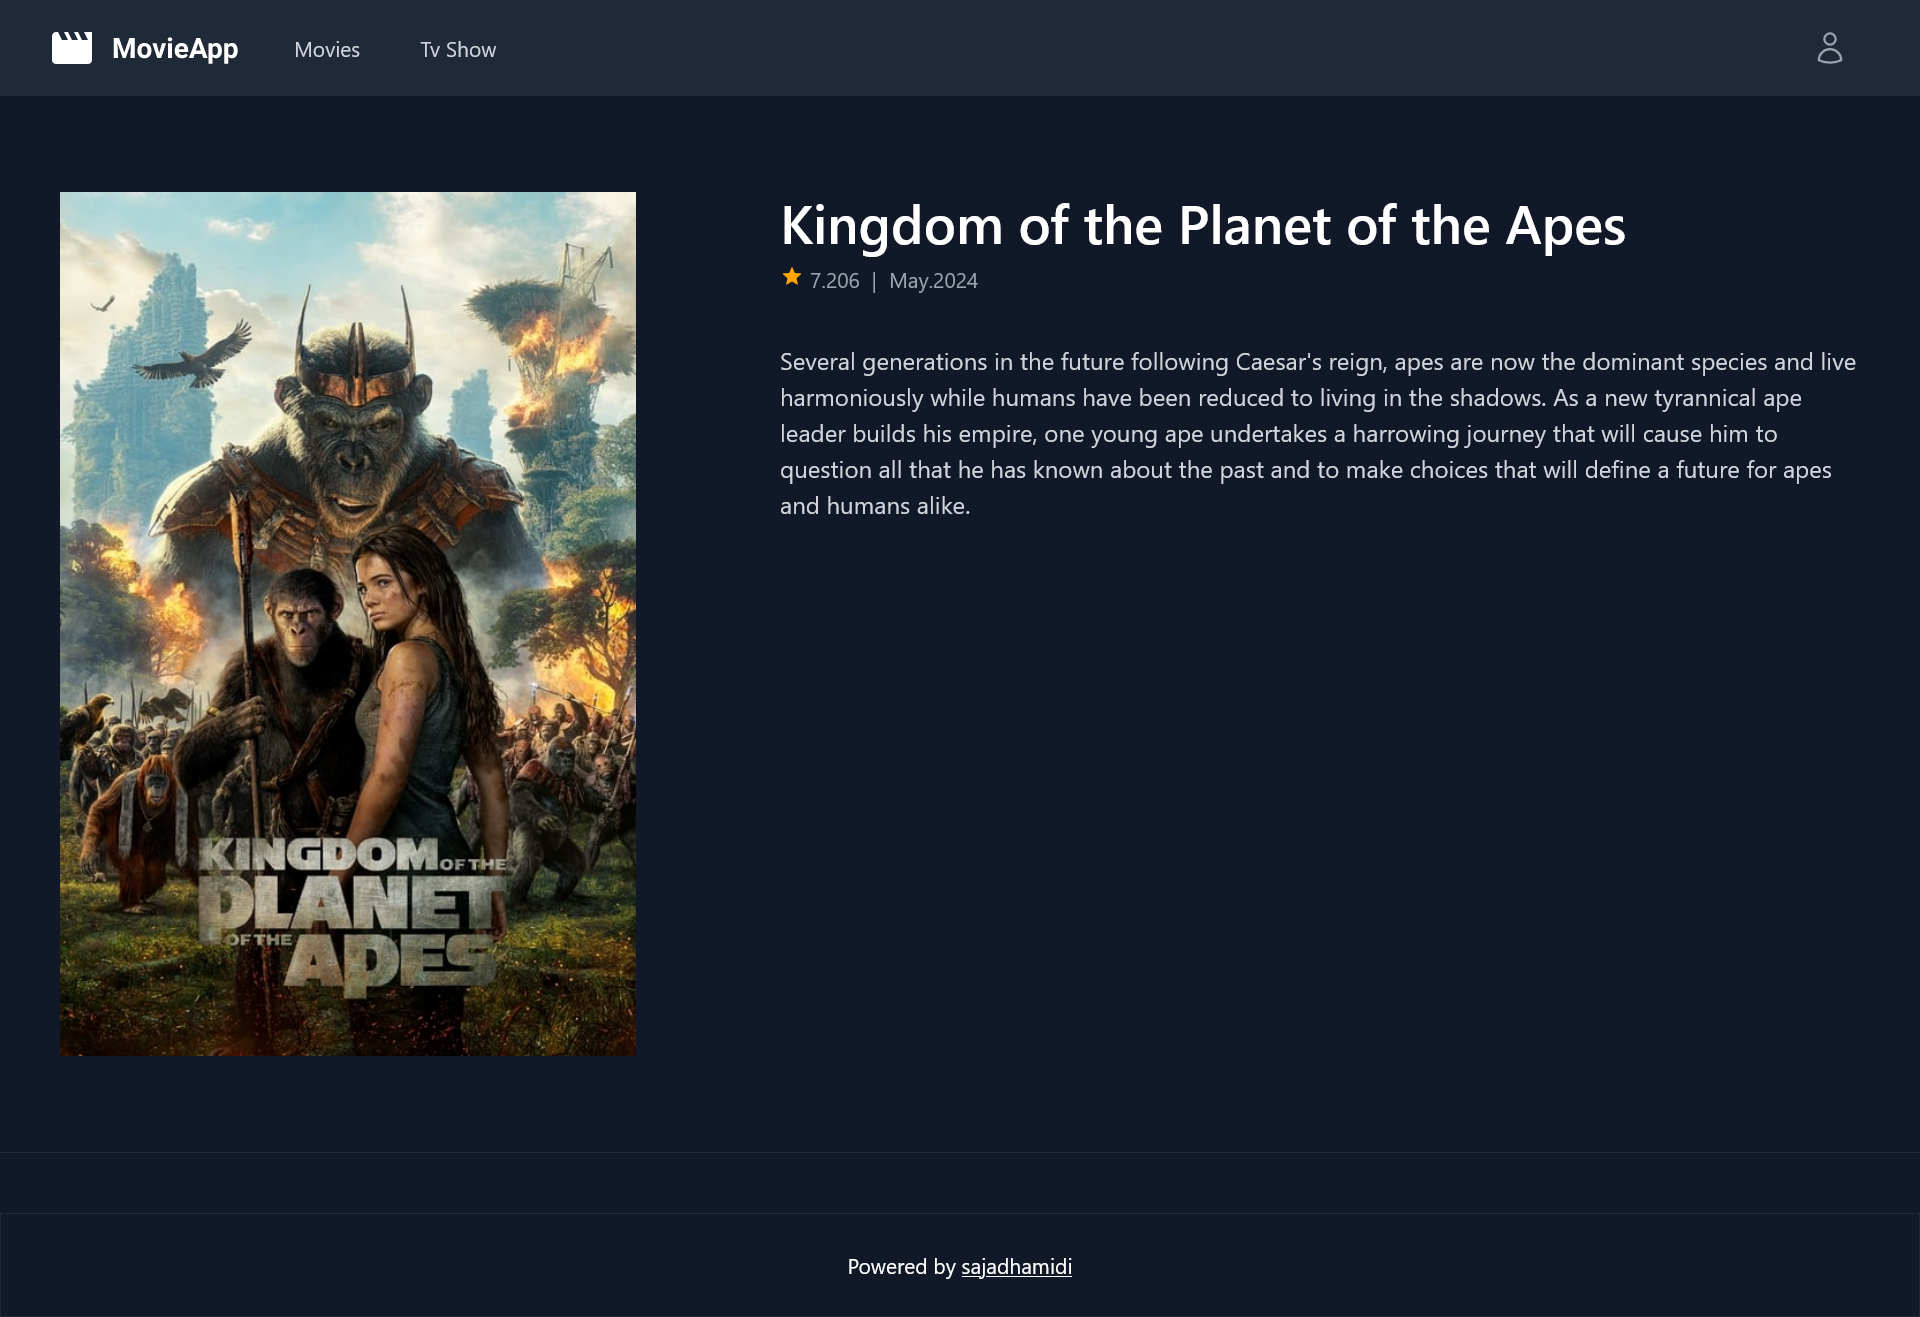 MovieApp
Movies
Tv Show
Kingdom of the Planet of the Apes
7.206 | May.2024
Several generations in the future following Caesar's reign, apes are now the dominant species and live
harmoniously while humans have been reduced to living in the shadows. As a new tyrannical ape
leader builds his empire, one young ape undertakes a harrowing journey that will cause him to
question all that he has known about the past and to make choices that will define a future for apes
and humans alike.
KINGDOM OF THE
PLANET
OF THE APES
Powered by sajadhamidi